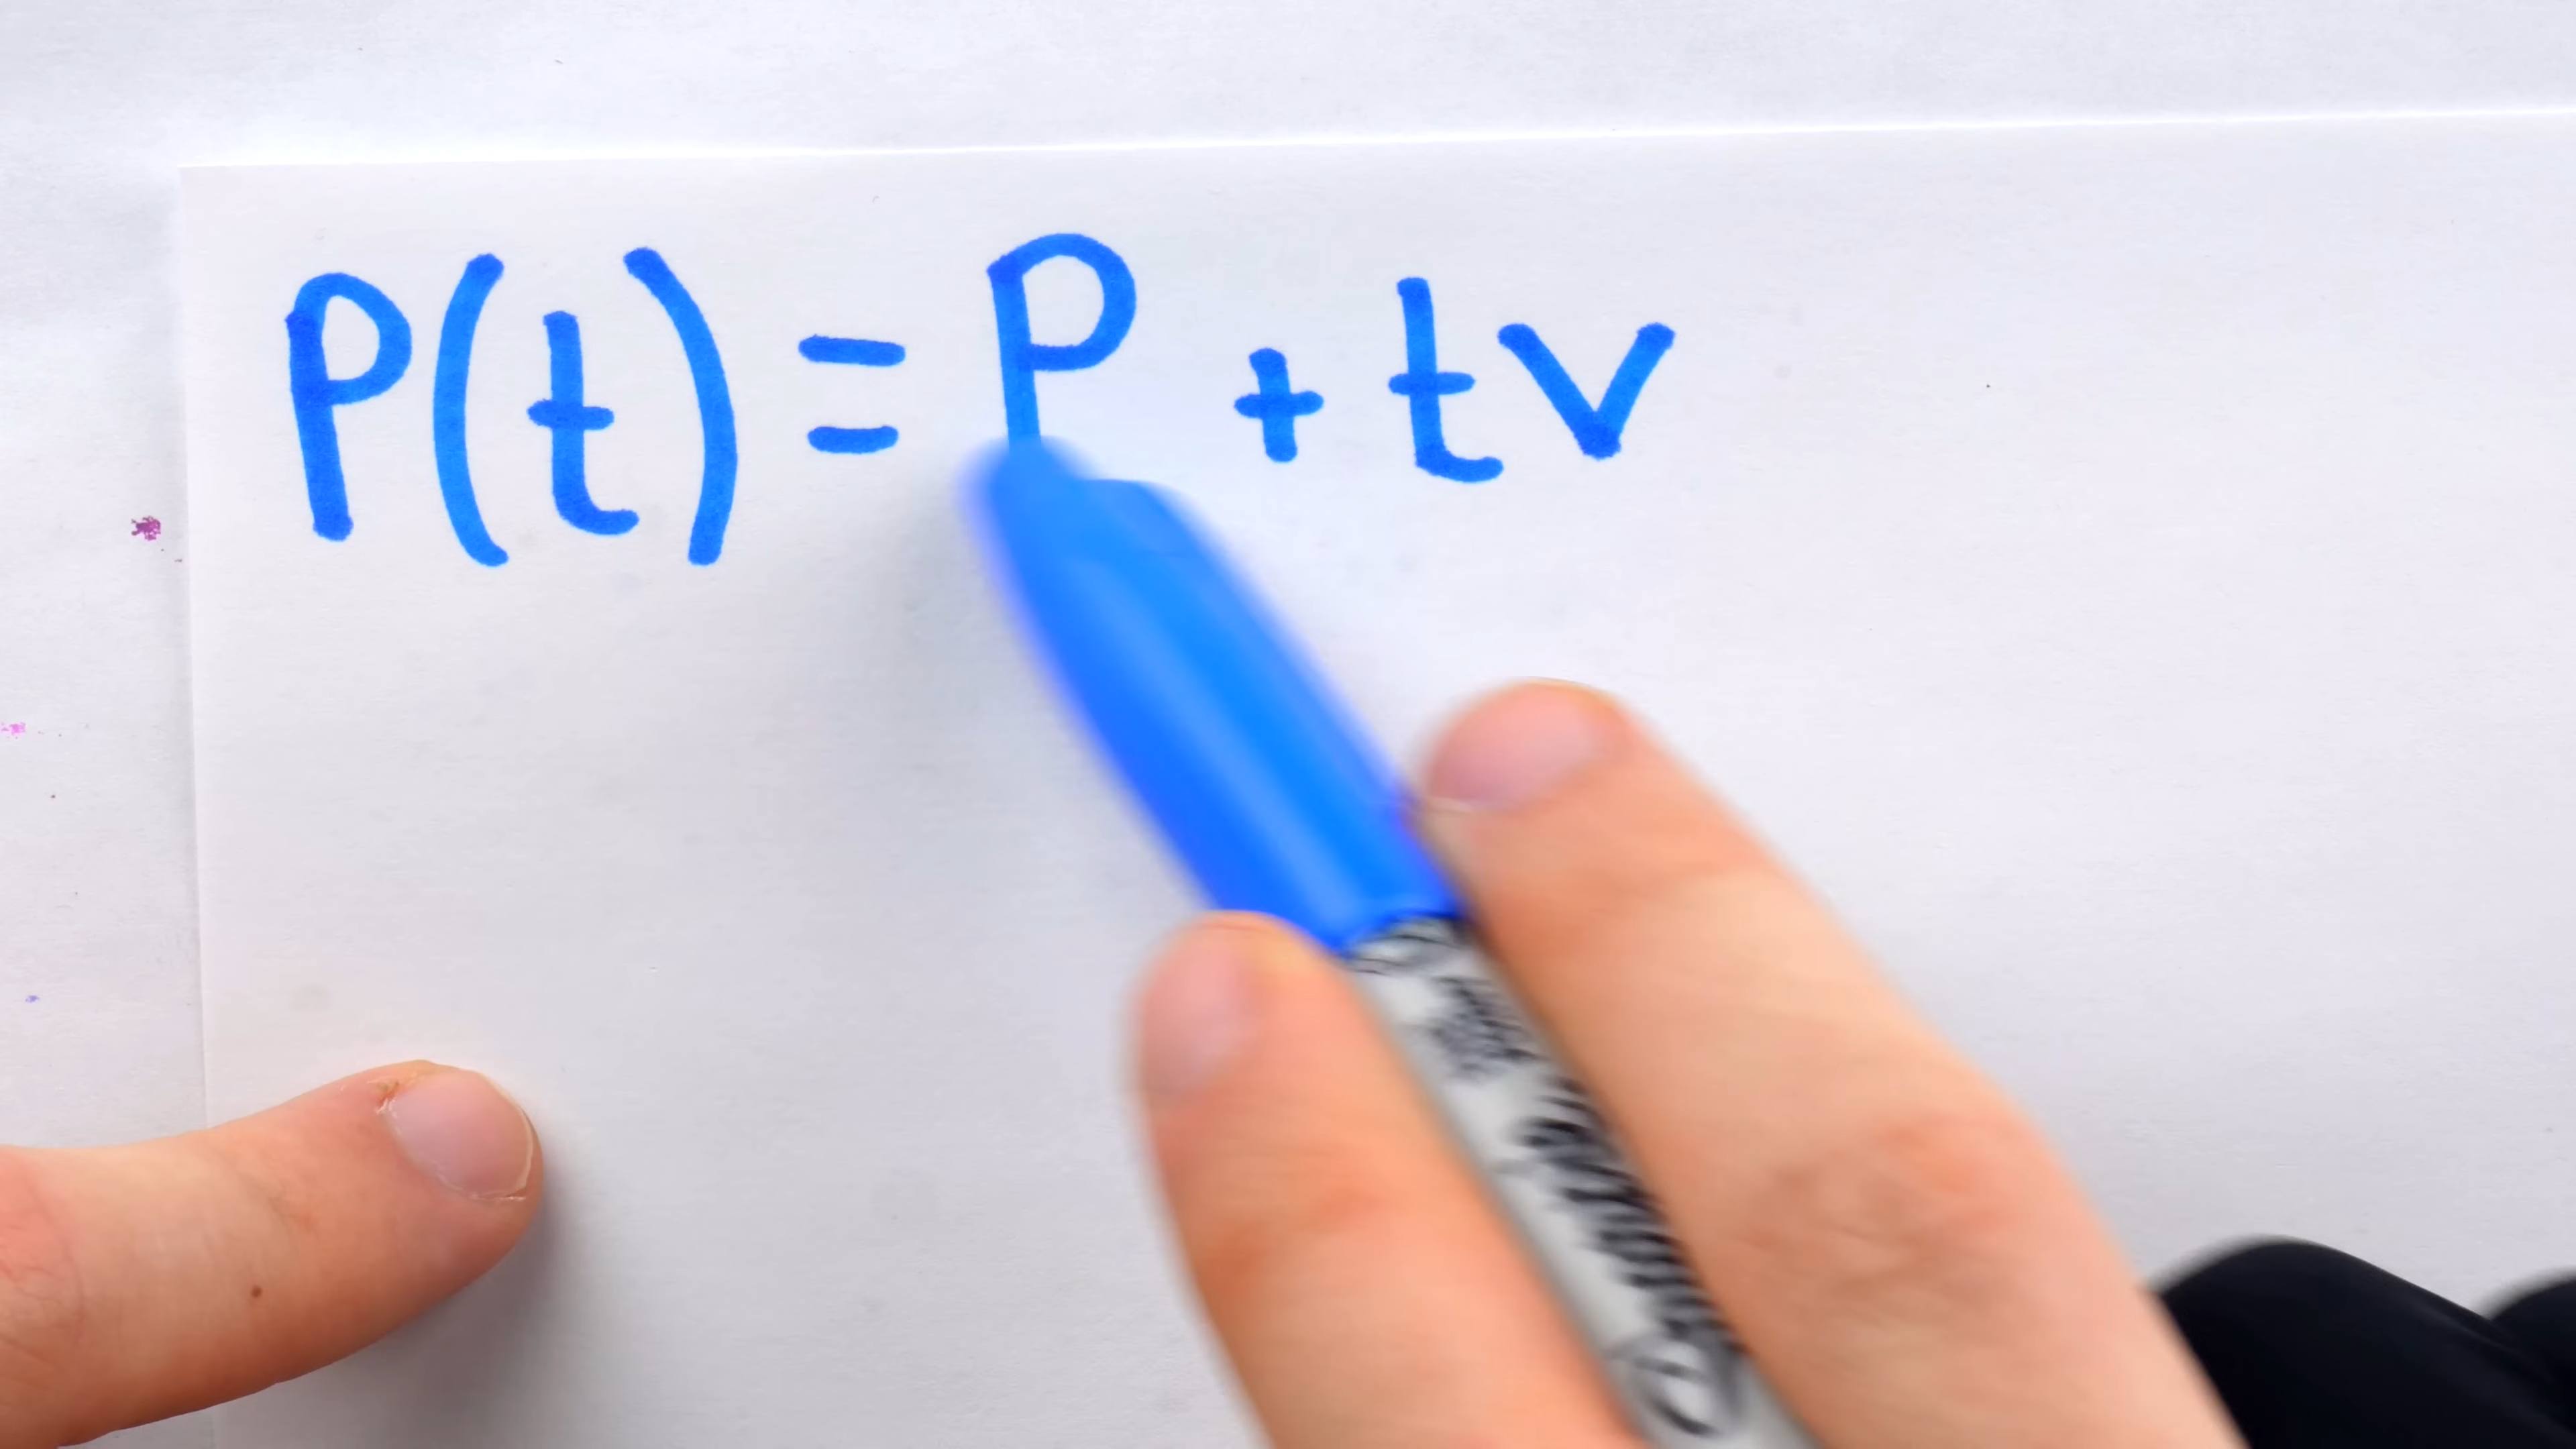 P(t) = P + tv